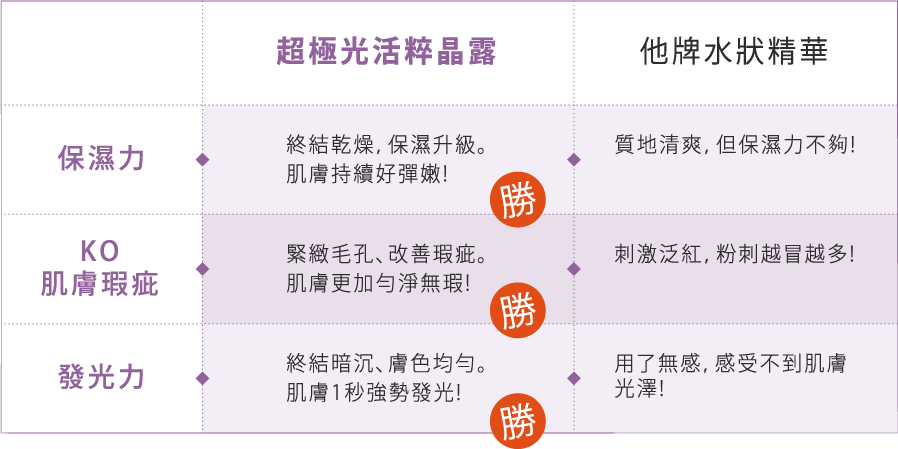 超極光活粹晶露
他牌水狀精華
保濕力
終結乾燥, 保濕升級。
肌膚持續好彈嫩!
勝
質地清爽, 但保濕力不夠!
KO
肌膚瑕疵
緊緻毛孔、改善瑕疵。
肌膚更加勻淨無瑕!
勝
刺激泛紅, 粉刺越冒越多!
發光力
終結暗沉、膚色均勻。
肌膚1秒強勢發光!
勝
用了無感, 感受不到肌膚
光澤!